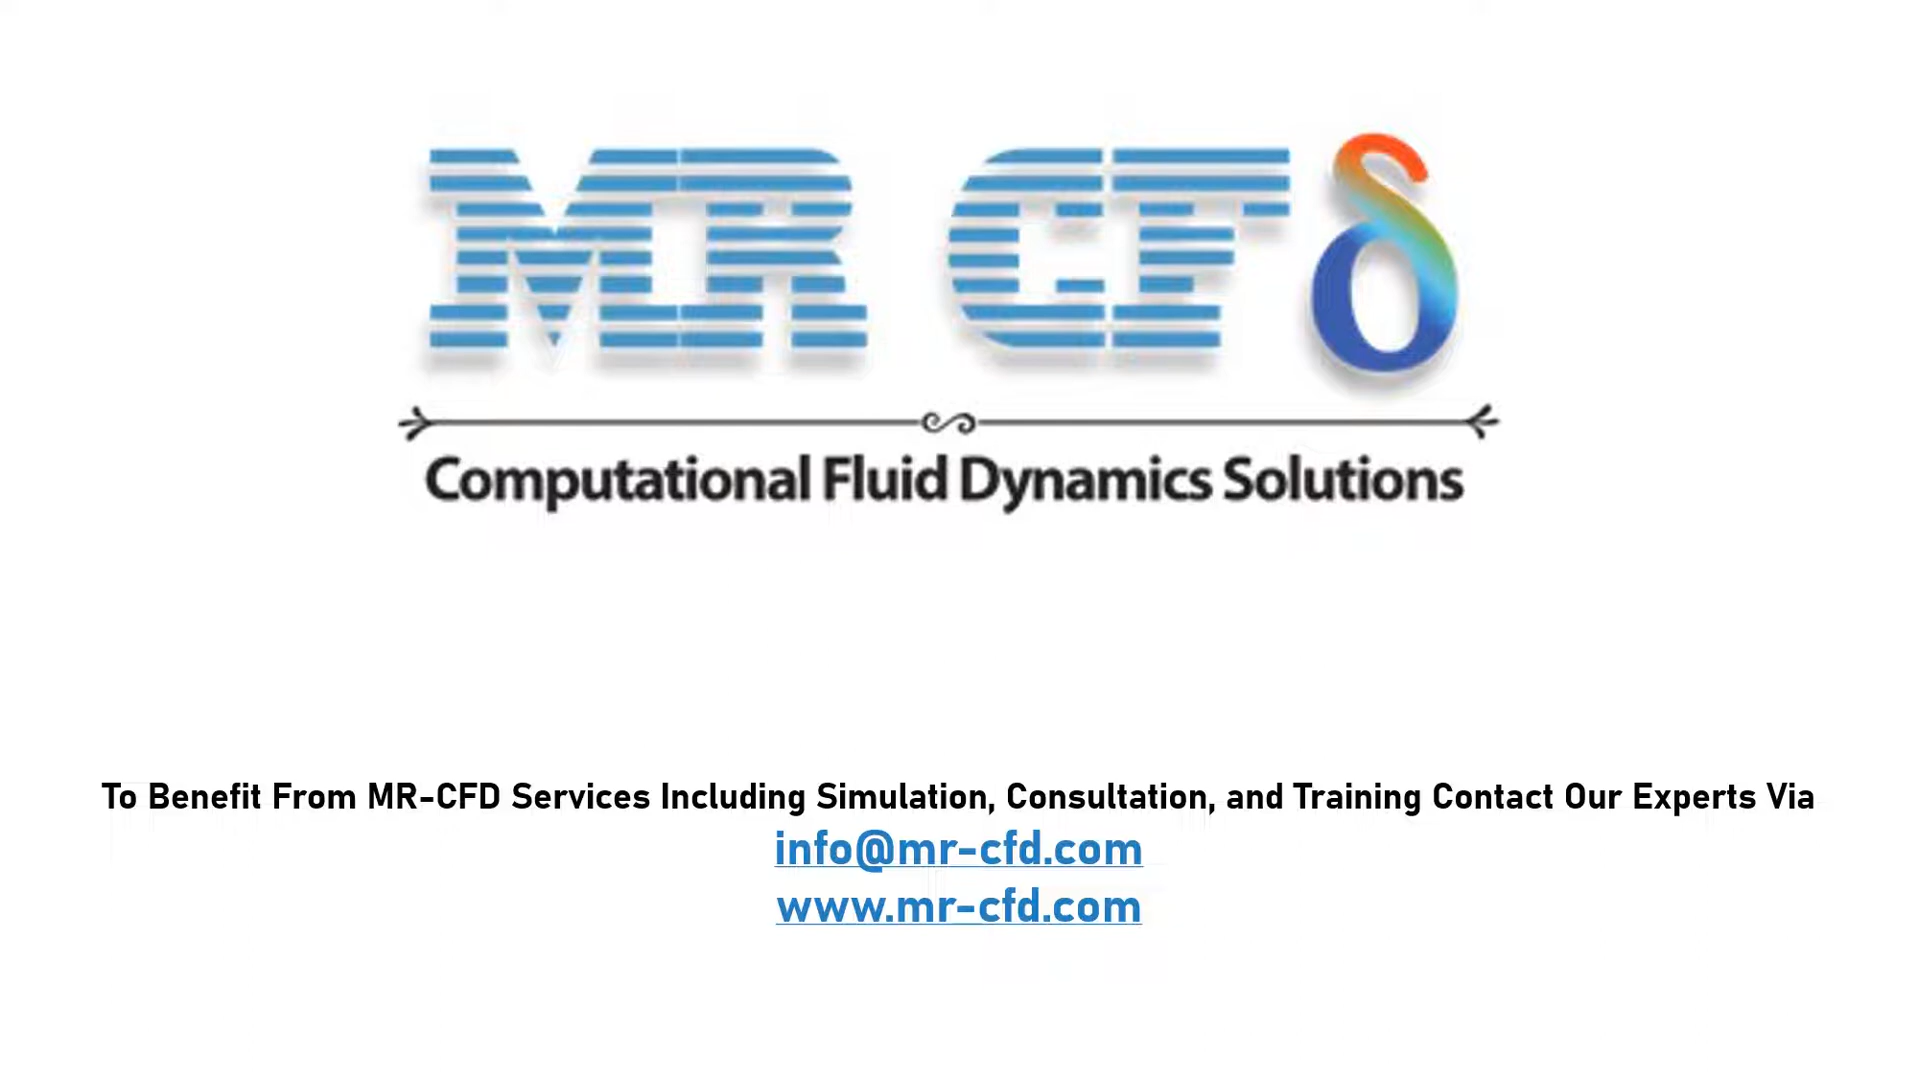 MR CFδ
Computational Fluid Dynamics Solutions
To Benefit From MR-CFD Services Including Simulation, Consultation, and Training Contact Our Experts Via
info@mr-cfd.com
www.mr-cfd.com